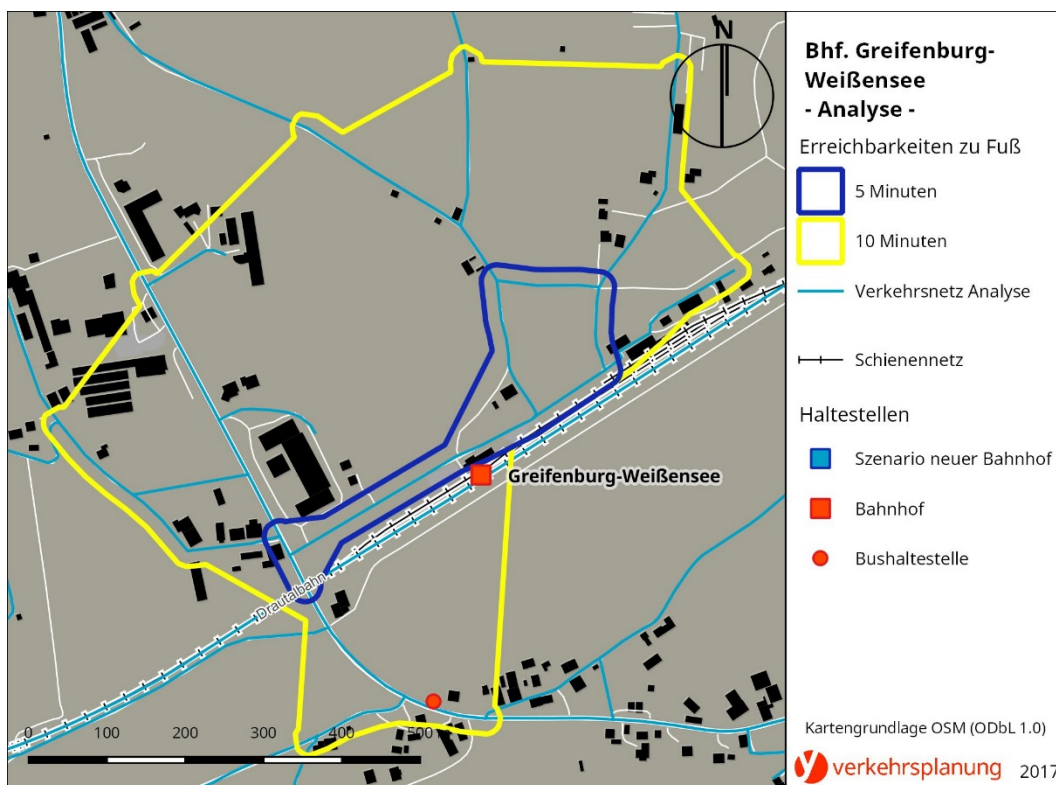 N
Greifenburg-Weißensee
Drautalbahn
0 100 200 300 400 500
Bhf. Greifenburg-
Weißensee
- Analyse -
Erreichbarkeiten zu Fuß
5 Minuten
10 Minuten
Verkehrsnetz Analyse
Schienennetz
Haltestellen
Szenario neuer Bahnhof
Bahnhof
Bushaltestelle
Kartengrundlage OSM (ODbL 1.0)
y verkehrsplanung 2017